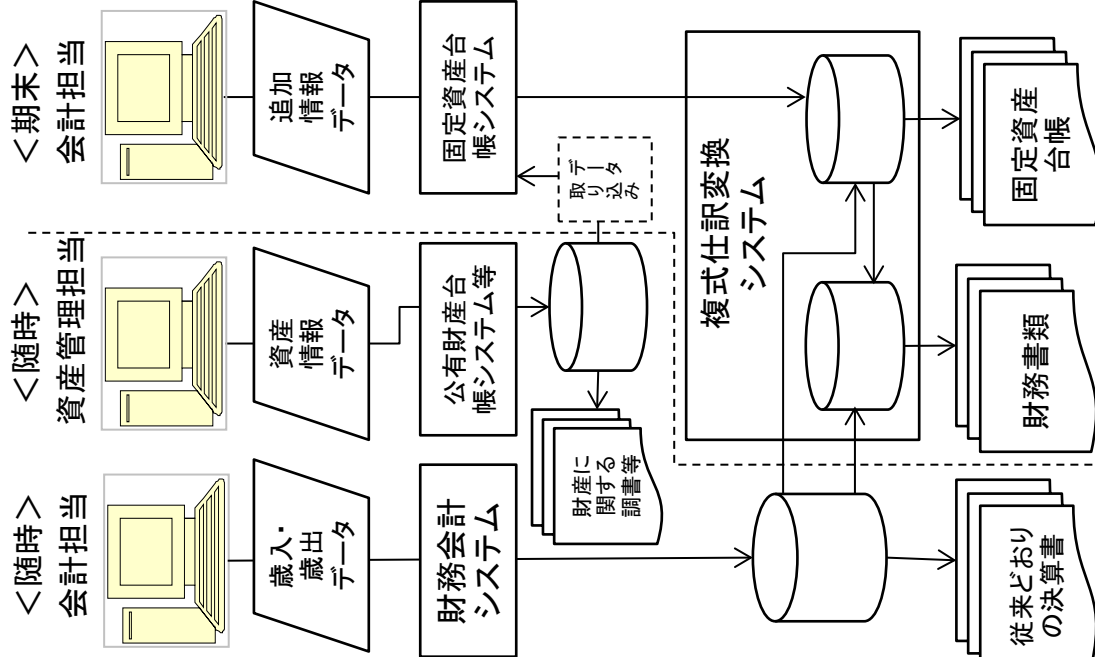 ＜随時＞
会計担当
歳入・
歳出
データ
財務会計
システム
従来どおり
の決算書
＜随時＞
資産管理担当
資産
情報
データ
公有財産台
帳システム等
財産に
関する
調書等
＜期末＞
会計担当
追加
情報
データ
固定資産台
帳システム
データ
取り込み
複式仕訳変換
システム
財務書類
固定資産
台帳